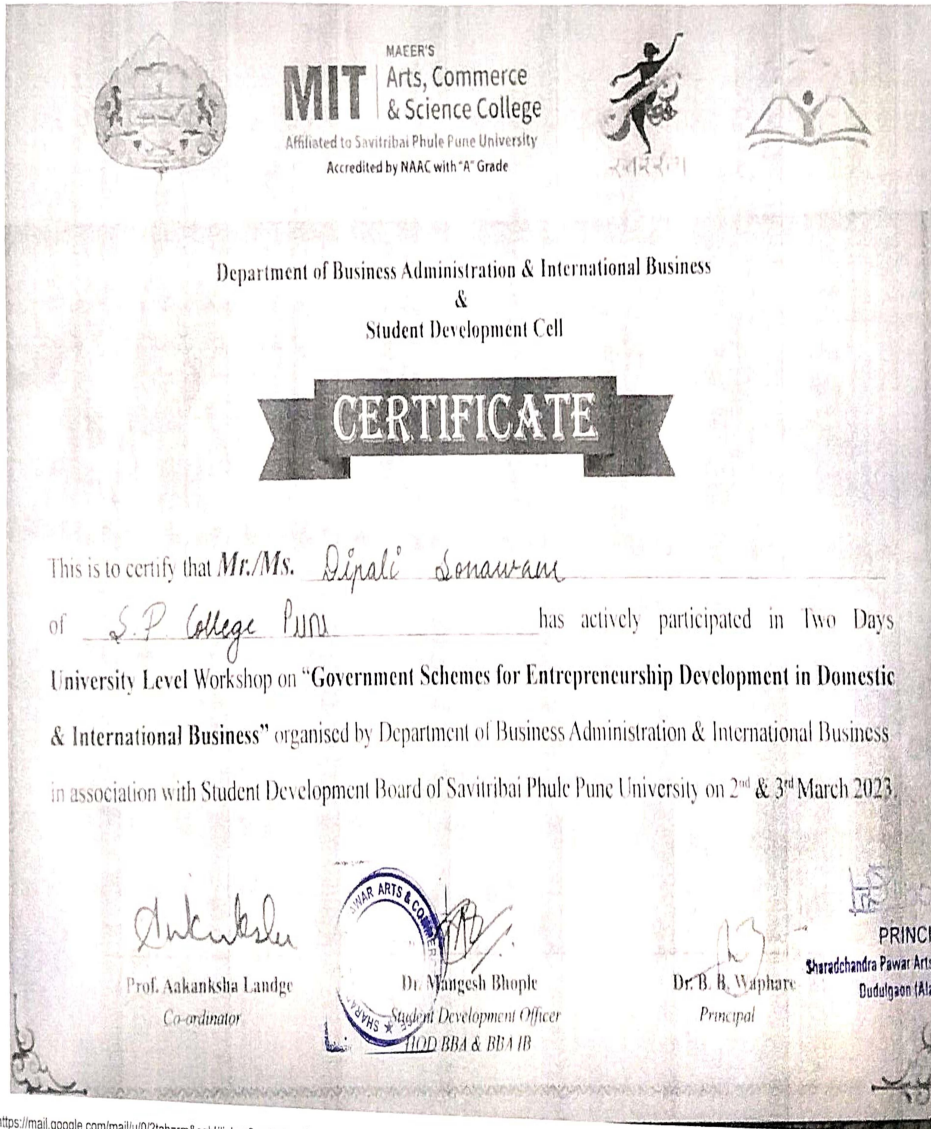 MAEER'S
MIT Arts, Commerce
& Science College
Affiliated to Savitribai Phule Pune University
Accredited by NAAC with "A" Grade
Department of Business Administration & International Business
&
Student Development Cell
CERTIFICATE
This is to certify that Mr./Ms. Dipali Sonawane
of S.P College Pune has actively participated in Two Days
University Level Workshop on "Government Schemes for Entrepreneurship Development in Domestic
& International Business" organised by Department of Business Administration & International Business
in association with Student Development Board of Savitribai Phule Pune University on 2nd & 3rd March 2023.
WAR ARTS & COMMER
SHARA
PRINCI
Sharadchandra Pawar Arts
Dudulgaon (Ala
Prof. Aakanksha Landge
Co-ordinator
Dr. Mangesh Bhople
Student Development Officer
HOD BBA & BBA IB
Dr. B. B. Waphare
Principal